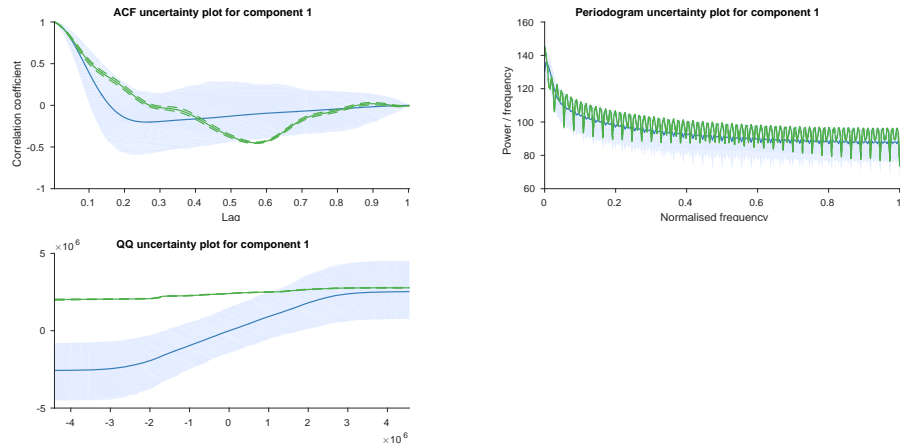 ACF uncertainty plot for component 1
Correlation coefficient
1
0.5
0
-0.5
-1
0.1 0.2 0.3 0.4 0.5 0.6 0.7 0.8 0.9 1
Lag
Periodogram uncertainty plot for component 1
Power / frequency
160
140
120
100
80
60
0 0.2 0.4 0.6 0.8 1
Normalised frequency
QQ uncertainty plot for component 1
×10^6
5
0
-5
-4 -3 -2 -1 0 1 2 3 4
×10^6